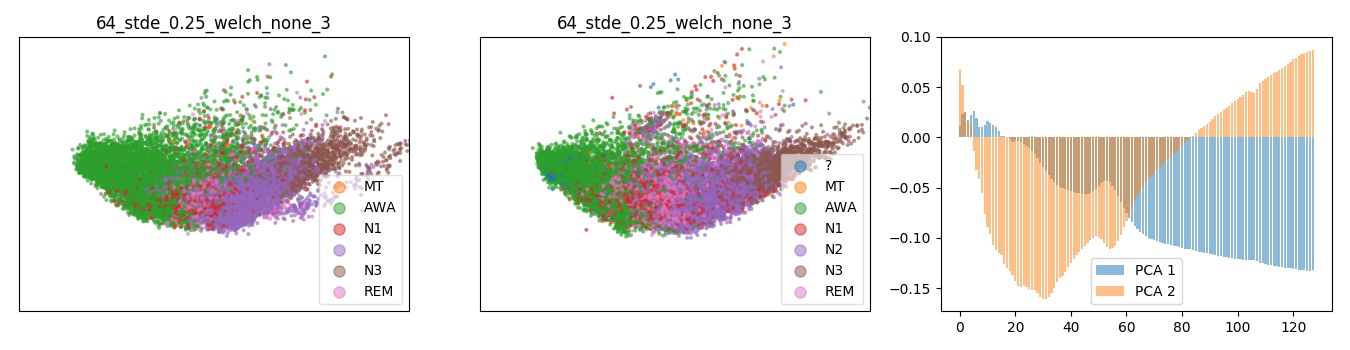 64_stde_0.25_welch_none_3
MT
AWA
N1
N2
N3
REM
64_stde_0.25_welch_none_3
?
MT
AWA
N1
N2
N3
REM
0.10
0.05
0.00
−0.05
−0.10
−0.15
PCA 1
PCA 2
0 20 40 60 80 100 120